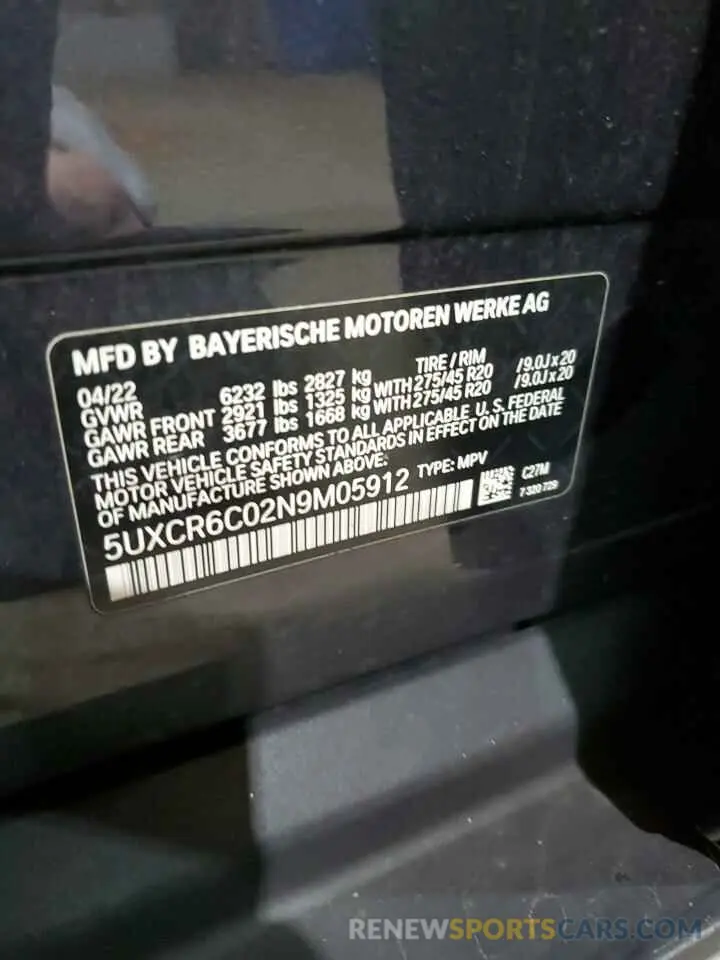 MFD BY BAYERISCHE MOTOREN WERKE AG
04/22
GVWR 6232 lbs 2827 kg TIRE / RIM
GAWR FRONT 2921 lbs 1325 kg WITH 275/45 R20 /9.0J x 20
GAWR REAR 3677 lbs 1668 kg WITH 275/45 R20 /9.0J x 20
THIS VEHICLE CONFORMS TO ALL APPLICABLE U. S. FEDERAL
MOTOR VEHICLE SAFETY STANDARDS IN EFFECT ON THE DATE
OF MANUFACTURE SHOWN ABOVE.
5UXCR6C02N9M05912 TYPE: MPV
C27M
7 320 729
RENEWSPORTSCARS.COM